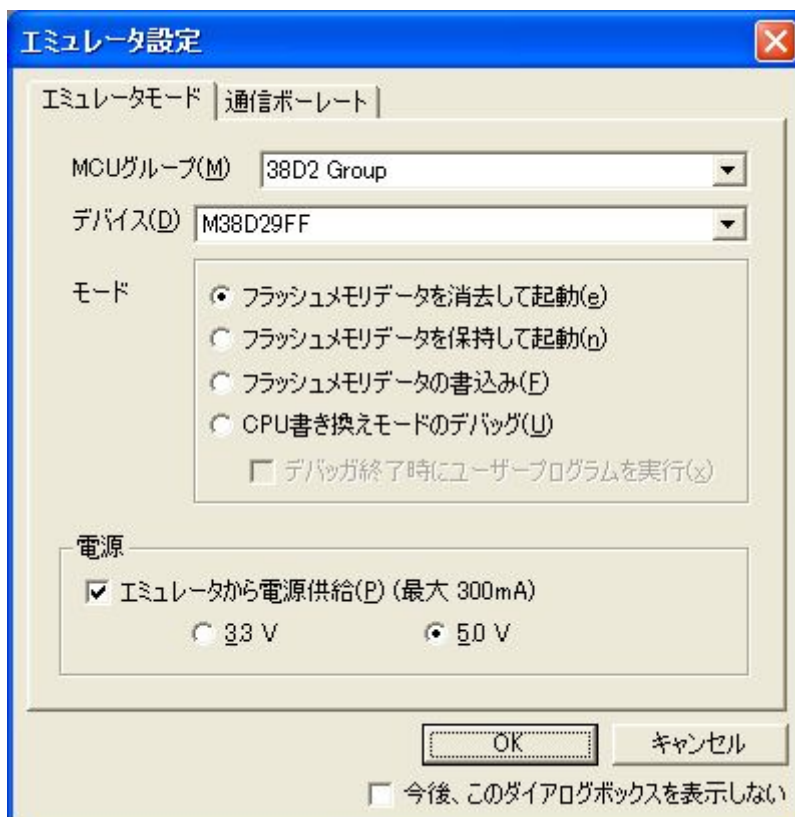 エミュレータ設定
エミュレータモード 通信ボーレート
MCUグループ(M) 38D2 Group
デバイス(D) M38D29FF
モード
フラッシュメモリデータを消去して起動(e)
フラッシュメモリデータを保持して起動(n)
フラッシュメモリデータの書込み(F)
CPU書き換えモードのデバッグ(U)
デバッガ終了時にユーザープログラムを実行(x)
電源
エミュレータから電源供給(P) (最大 300mA)
3.3 V 5.0 V
OK キャンセル
今後、このダイアログボックスを表示しない